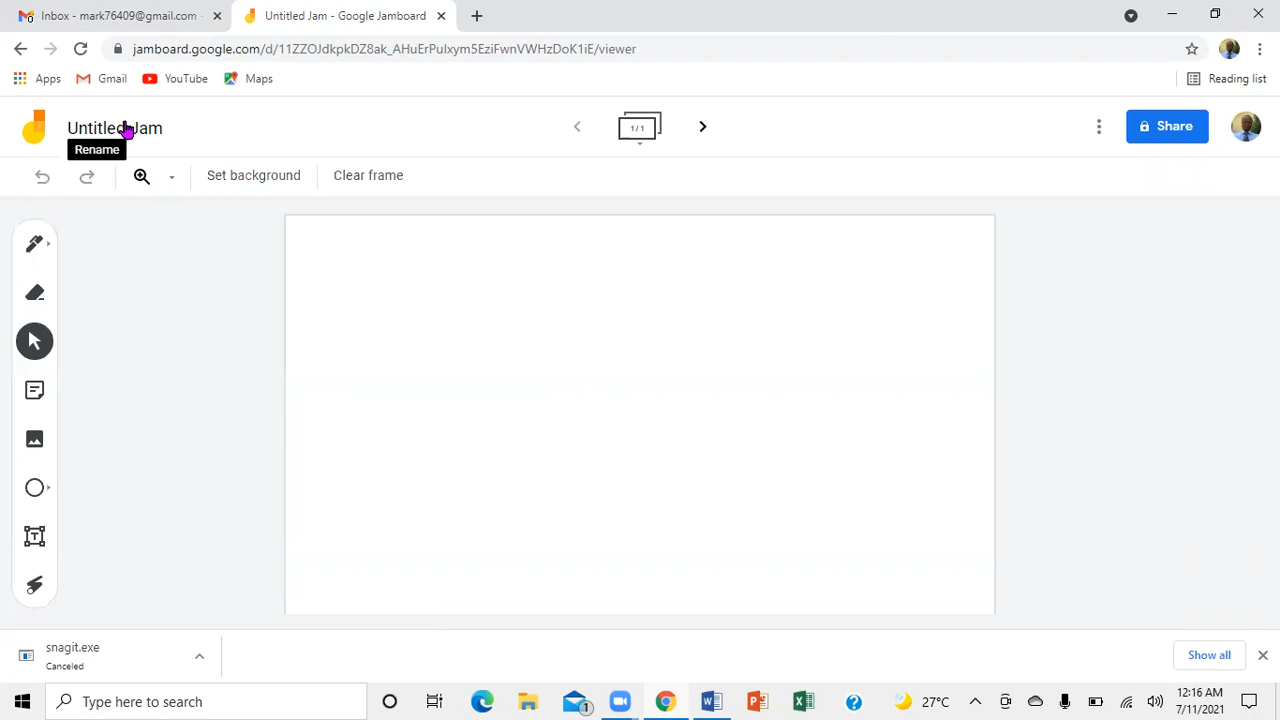 Inbox - mark76409@gmail.com -
Untitled Jam - Google Jamboard
jamboard.google.com/d/11ZZOJdkpkDZ8ak_AHuErPulxym5EziFwnVWHzDoK1iE/viewer
Apps
Gmail
YouTube
Maps
Reading list
Untitled Jam
1 / 1
Share
Rename
Set background
Clear frame
snagit.exe
Canceled
Show all
Type here to search
1
27°C
12:16 AM
7/11/2021